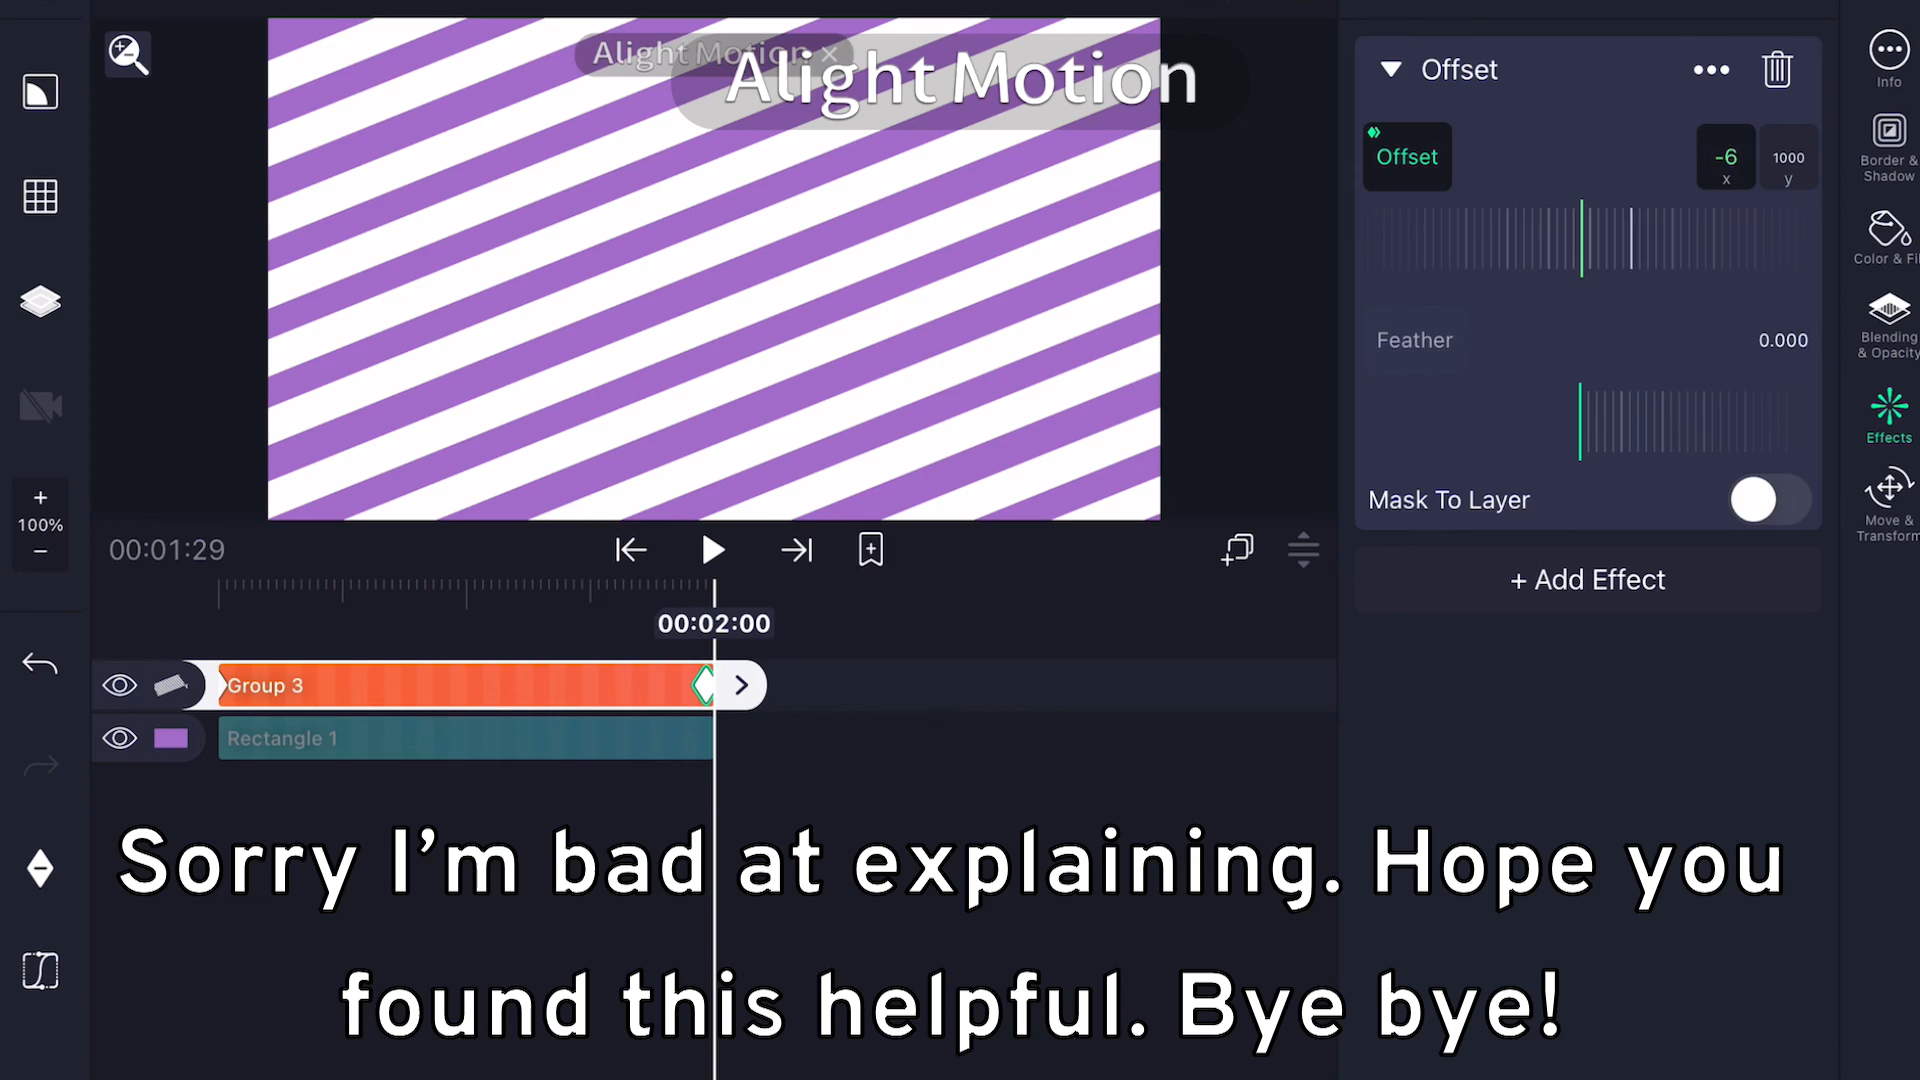 Alight Motion ×
Alight Motion
Offset
Info
Offset
-6
x
1000
y
Border &
Shadow
Color & Fil
Feather
0.000
Blending
& Opacity
Effects
Mask To Layer
Move &
Transform
+
100%
−
00:01:29
+ Add Effect
00:02:00
Group 3
Rectangle 1
Sorry I'm bad at explaining. Hope you
found this helpful. Bye bye!